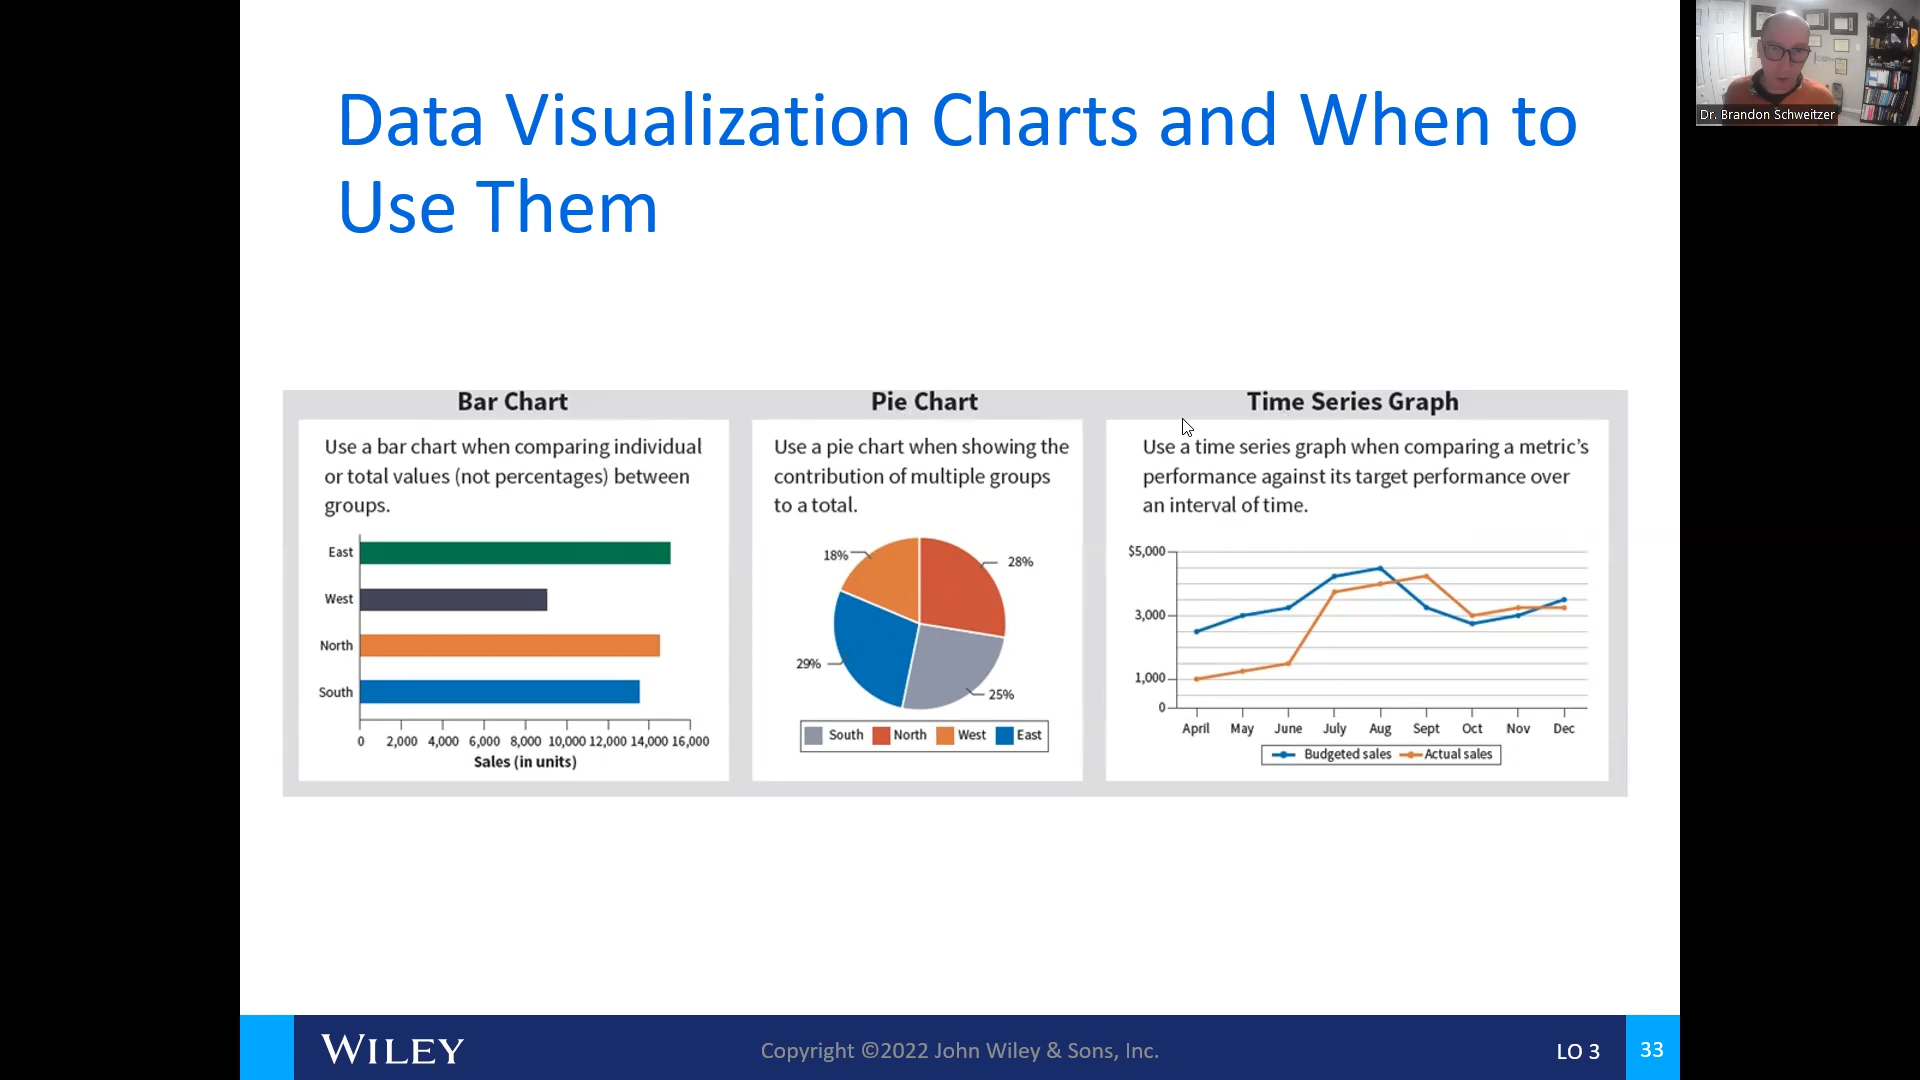 Data Visualization Charts and When to
Use Them
Dr. Brandon Schweitzer
Bar Chart
Use a bar chart when comparing individual
or total values (not percentages) between
groups.
East
West
North
South
0 2,000 4,000 6,000 8,000 10,000 12,000 14,000 16,000
Sales (in units)
Pie Chart
Use a pie chart when showing the
contribution of multiple groups
to a total.
18%
28%
29%
25%
South North West East
Time Series Graph
Use a time series graph when comparing a metric's
performance against its target performance over
an interval of time.
$5,000
3,000
1,000
0
April May June July Aug Sept Oct Nov Dec
Budgeted sales Actual sales
WILEY
Copyright ©2022 John Wiley & Sons, Inc.
LO 3
33